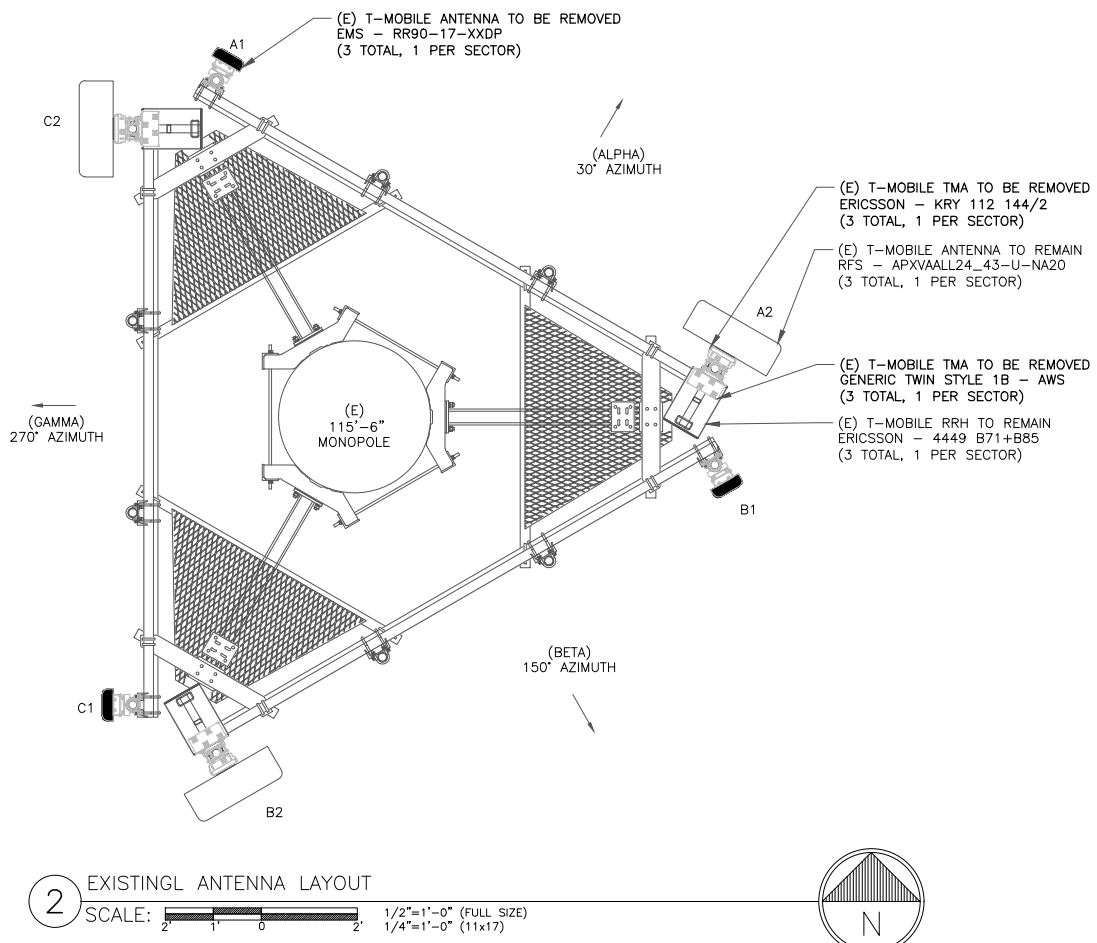 A1
(E) T-MOBILE ANTENNA TO BE REMOVED
EMS - RR90-17-XXDP
(3 TOTAL, 1 PER SECTOR)
C2
(ALPHA)
30° AZIMUTH
(E) T-MOBILE TMA TO BE REMOVED
ERICSSON - KRY 112 144/2
(3 TOTAL, 1 PER SECTOR)
(E) T-MOBILE ANTENNA TO REMAIN
RFS - APXVAALL24_43-U-NA20
(3 TOTAL, 1 PER SECTOR)
A2
(E) T-MOBILE TMA TO BE REMOVED
GENERIC TWIN STYLE 1B - AWS
(3 TOTAL, 1 PER SECTOR)
(E) T-MOBILE RRH TO REMAIN
ERICSSON - 4449 B71+B85
(3 TOTAL, 1 PER SECTOR)
(GAMMA)
270° AZIMUTH
(E)
115'-6"
MONOPOLE
B1
(BETA)
150° AZIMUTH
C1
B2
2
EXISTINGL ANTENNA LAYOUT
SCALE:
2' 1' 0 2'
1/2"=1'-0" (FULL SIZE)
1/4"=1'-0" (11x17)
N